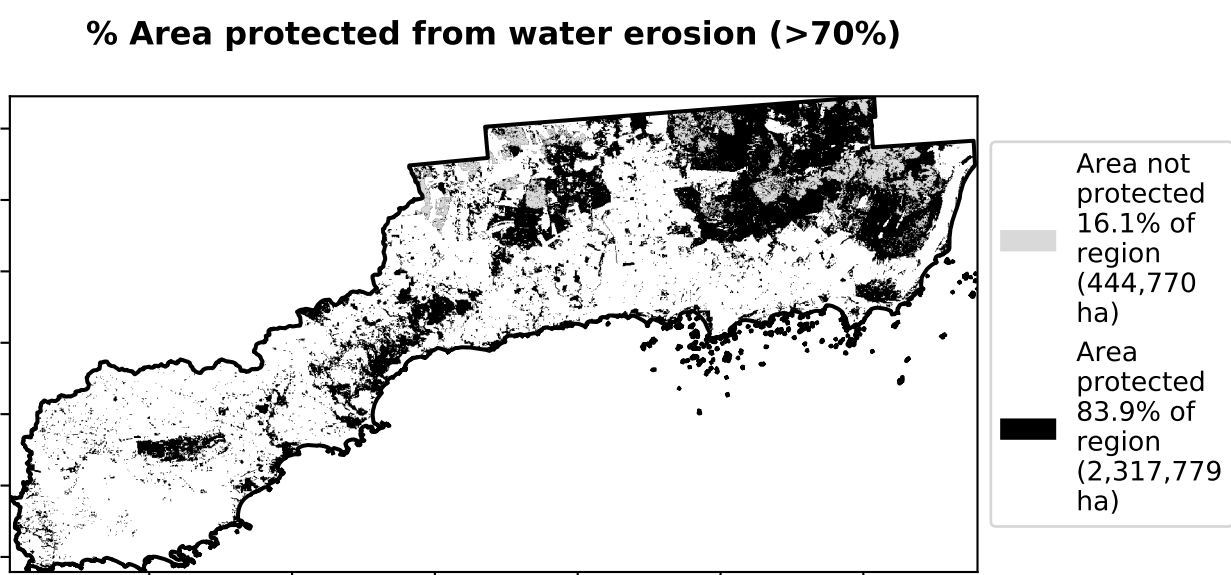 % Area protected from water erosion (>70%)
Area not
protected
16.1% of
region
(444,770
ha)
Area
protected
83.9% of
region
(2,317,779
ha)